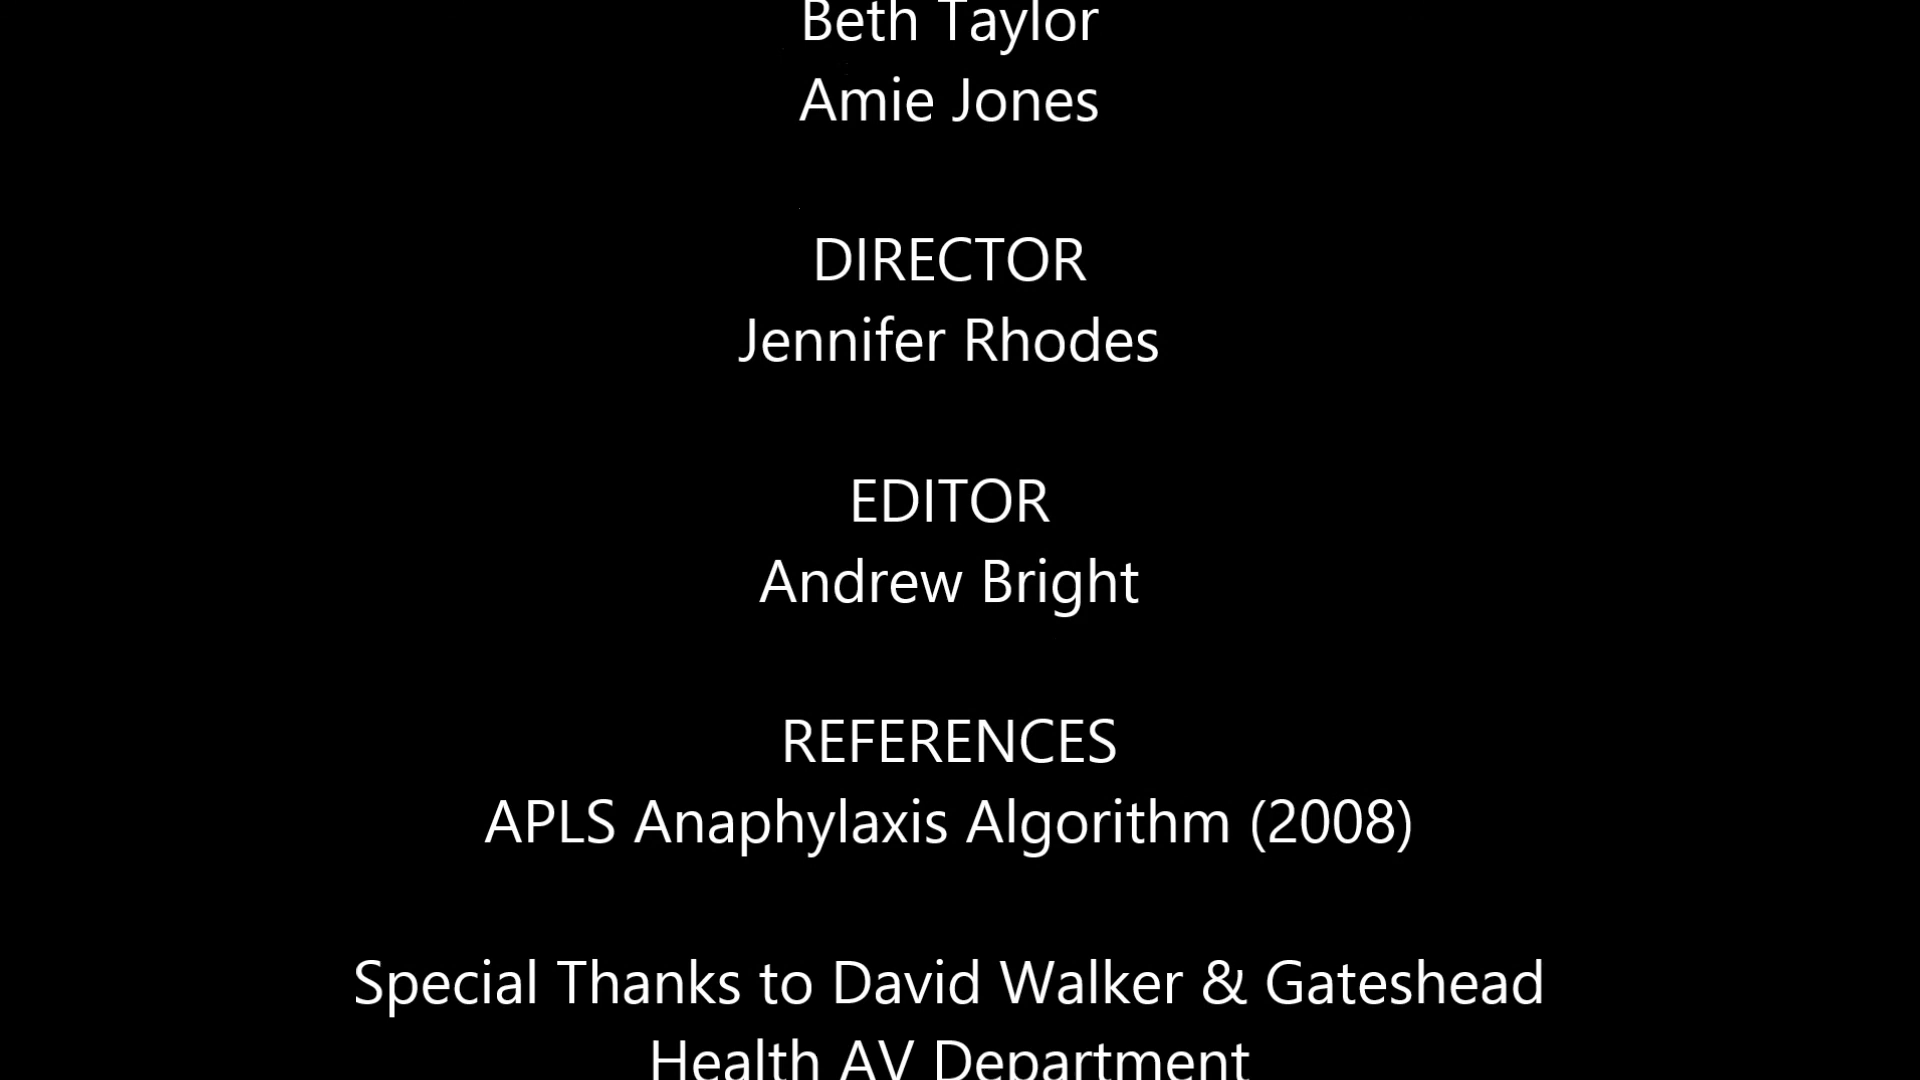 Beth Taylor
Amie Jones
DIRECTOR
Jennifer Rhodes
EDITOR
Andrew Bright
REFERENCES
APLS Anaphylaxis Algorithm (2008)
Special Thanks to David Walker & Gateshead
Health AV Department